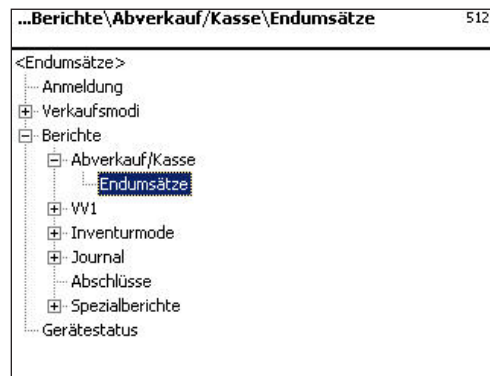 ...Berichte\Abverkauf/Kasse\Endumsätze 512
<Endumsätze>
Anmeldung
Verkaufsmodi
Berichte
Abverkauf/Kasse
Endumsätze
VV1
Inventurmode
Journal
Abschlüsse
Spezialberichte
Gerätestatus